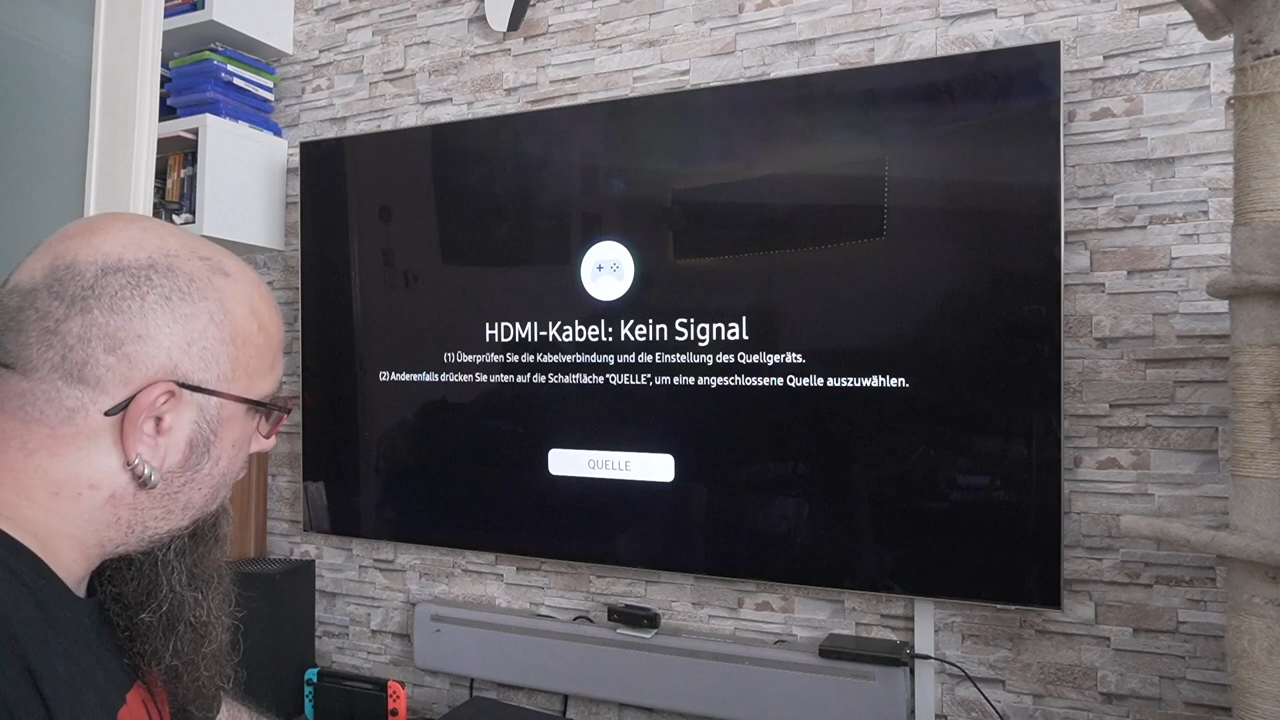 HDMI-Kabel: Kein Signal
(1) Überprüfen Sie die Kabelverbindung und die Einstellung des Quellgeräts.
(2) Anderenfalls drücken Sie unten auf die Schaltfläche "QUELLE", um eine angeschlossene Quelle auszuwählen.
QUELLE